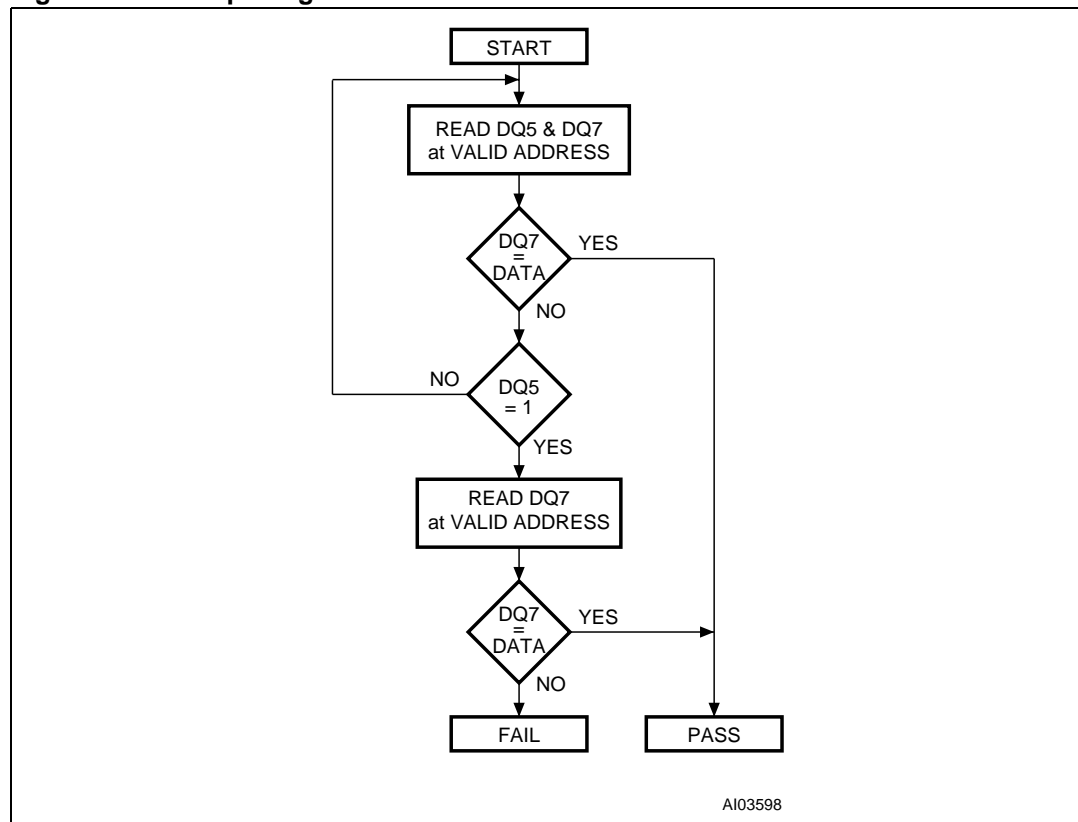 START
READ DQ5 & DQ7
at VALID ADDRESS
DQ7
=
DATA
YES
NO
NO
DQ5
= 1
YES
READ DQ7
at VALID ADDRESS
DQ7
=
DATA
YES
NO
FAIL
PASS
AI03598